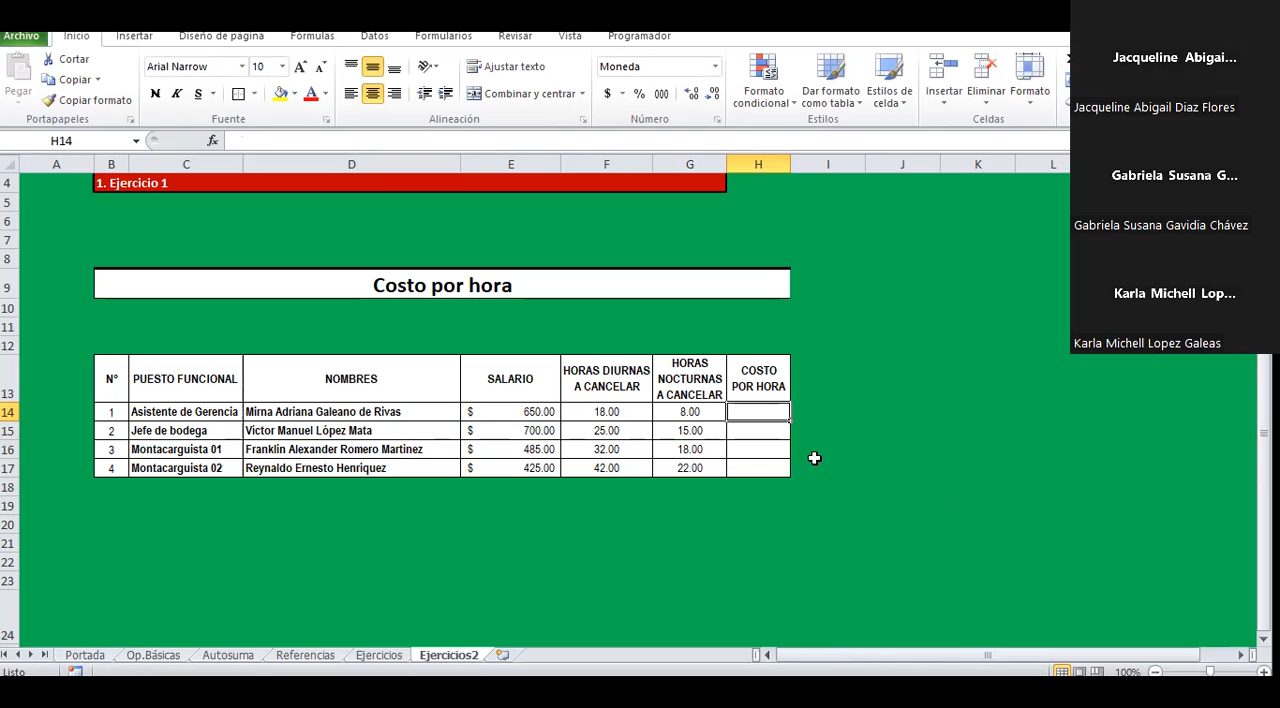 Archivo Inicio Insertar Diseño de página Fórmulas Datos Formularios Revisar Vista Programador
Pegar
Cortar
Copiar
Copiar formato
Portapapeles
Arial Narrow 10
N K S
Fuente
Ajustar texto
Combinar y centrar
Alineación
Moneda
$ % 000
Número
Formato condicional
Dar formato como tabla
Estilos de celda
Estilos
Insertar Eliminar Formato
Celdas
H14
fx
A B C D E F G H I J K L
4 1. Ejercicio 1
5
6
7
8
9 Costo por hora
10
11
12
13 N° PUESTO FUNCIONAL NOMBRES SALARIO HORAS DIURNAS A CANCELAR HORAS NOCTURNAS A CANCELAR COSTO POR HORA
14 1 Asistente de Gerencia Mirna Adriana Galeano de Rivas $ 650.00 18.00 8.00
15 2 Jefe de bodega Víctor Manuel López Mata $ 700.00 25.00 15.00
16 3 Montacarguista 01 Franklin Alexander Romero Martinez $ 485.00 32.00 18.00
17 4 Montacarguista 02 Reynaldo Ernesto Henríquez $ 425.00 42.00 22.00
18
19
20
21
22
23
24
Portada Op.Básicas Autosuma Referencias Ejercicios Ejercicios2
Listo
100%
Jacqueline Abigai...
Jacqueline Abigail Diaz Flores
Gabriela Susana G...
Gabriela Susana Gavidia Chávez
Karla Michell Lop...
Karla Michell Lopez Galeas